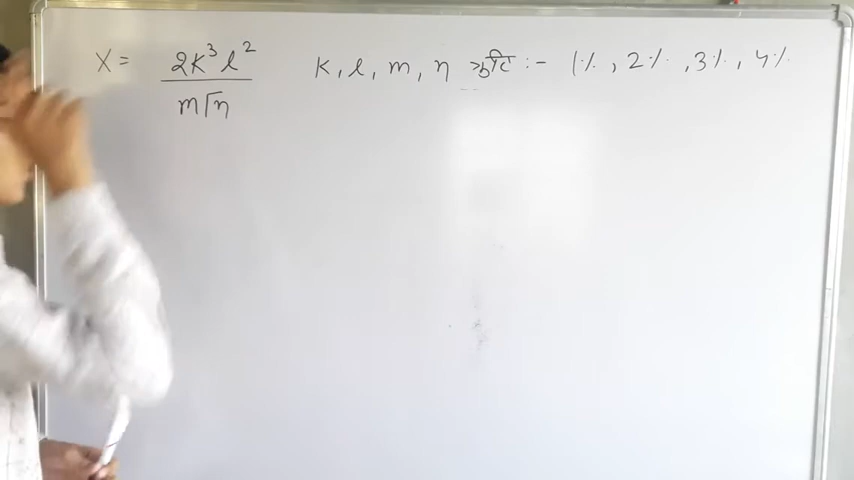 X = 2K³ℓ² / m√n K, ℓ, m, n त्रुटि :- 1%, 2%, 3%, 4%